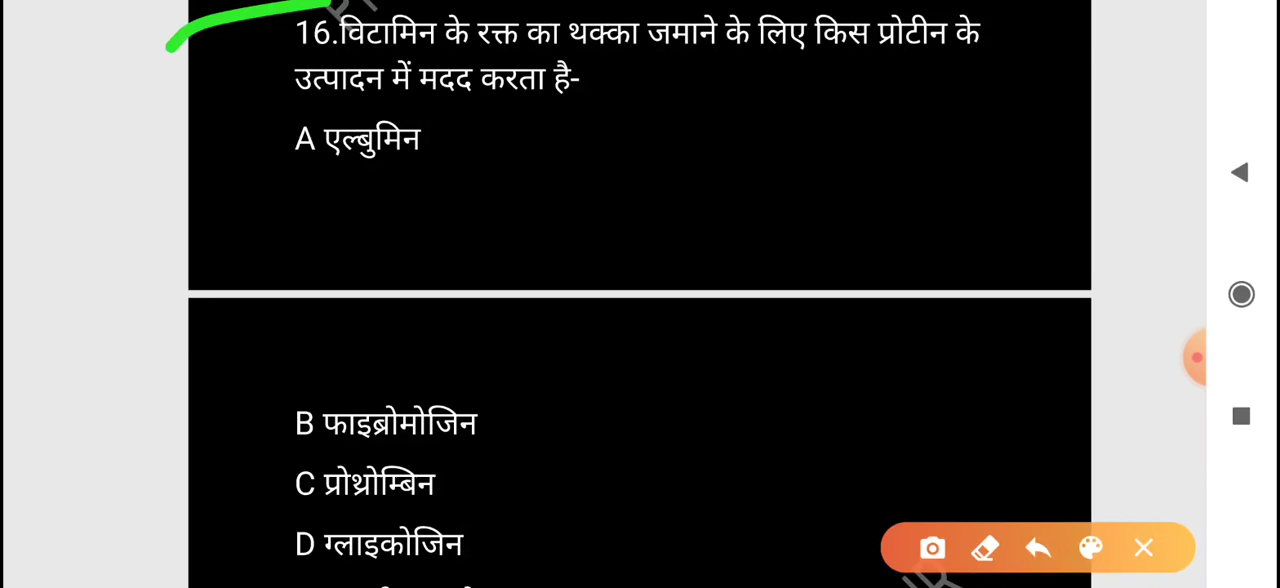 16.विटामिन के रक्त का थक्का जमाने के लिए किस प्रोटीन के
उत्पादन में मदद करता है-
A एल्बुमिन
B फाइब्रोमोजिन
C प्रोथ्रोम्बिन
D ग्लाइकोजिन